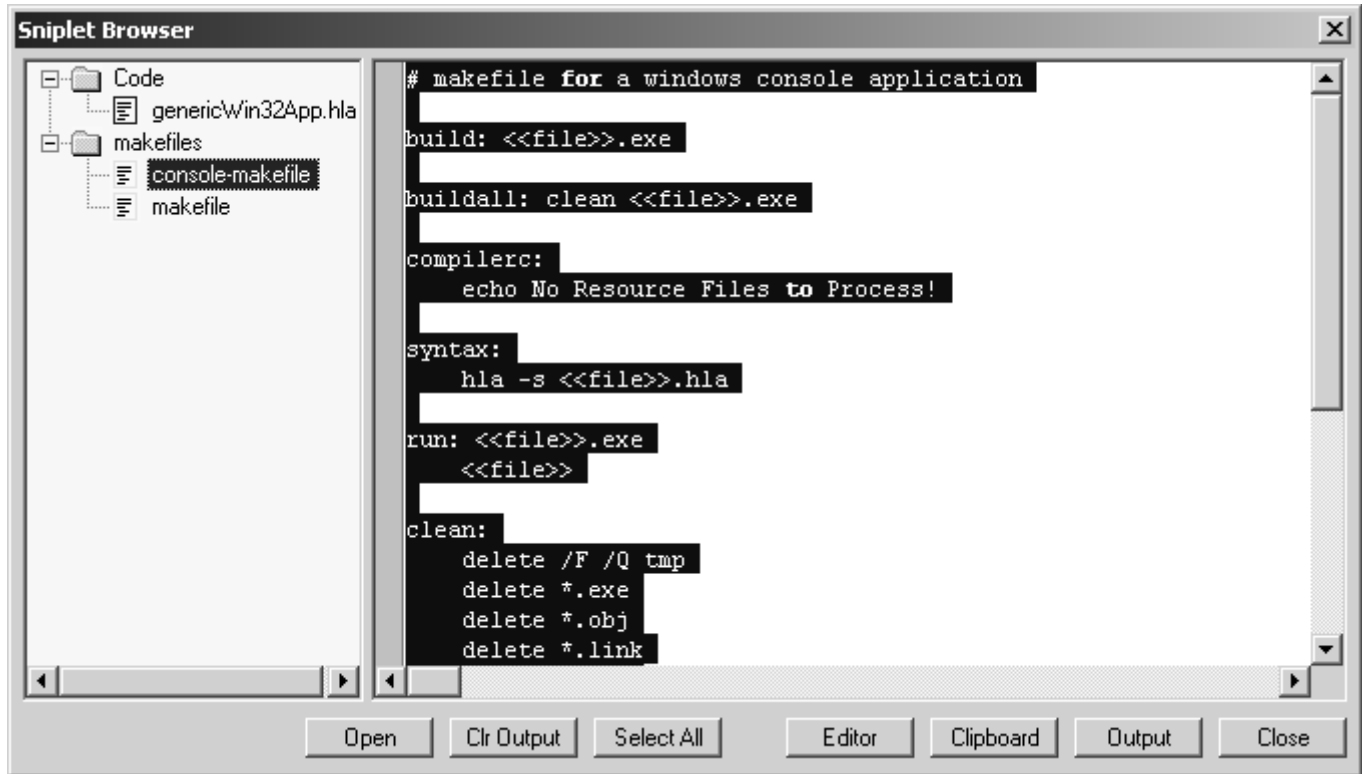 Sniplet Browser
Code
genericWin32App.hla
makefiles
console-makefile
makefile
# makefile for a windows console application
build: <<file>>.exe
buildall: clean <<file>>.exe
compilerc:
echo No Resource Files to Process!
syntax:
hla -s <<file>>.hla
run: <<file>>.exe
<<file>>
clean:
delete /F /Q tmp
delete *.exe
delete *.obj
delete *.link
Open
Clr Output
Select All
Editor
Clipboard
Output
Close